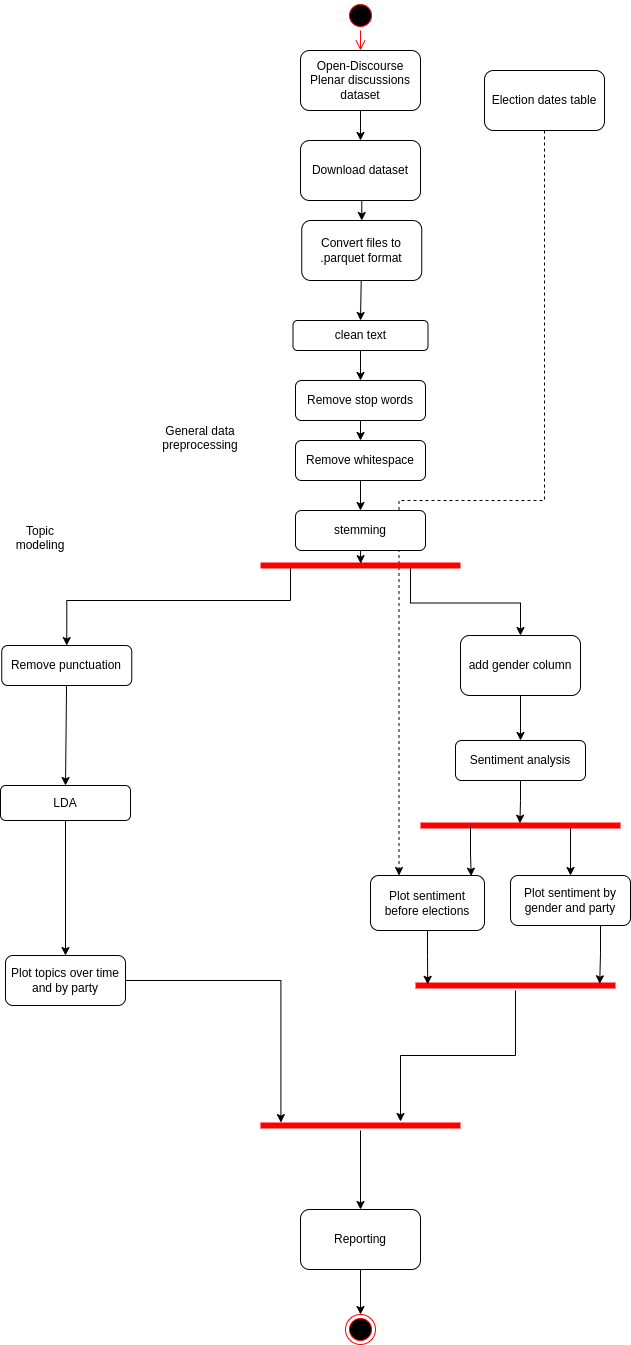 Open-Discourse
Plenar discussions
dataset
Election dates table
Download dataset
Convert files to
.parquet format
clean text
Remove stop words
General data
preprocessing
Remove whitespace
stemming
Topic
modeling
Remove punctuation
add gender column
Sentiment analysis
LDA
Plot sentiment
before elections
Plot sentiment by
gender and party
Plot topics over time
and by party
Reporting